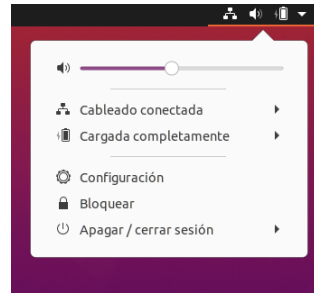 Cableado conectada
Cargada completamente
Configuración
Bloquear
Apagar / cerrar sesión